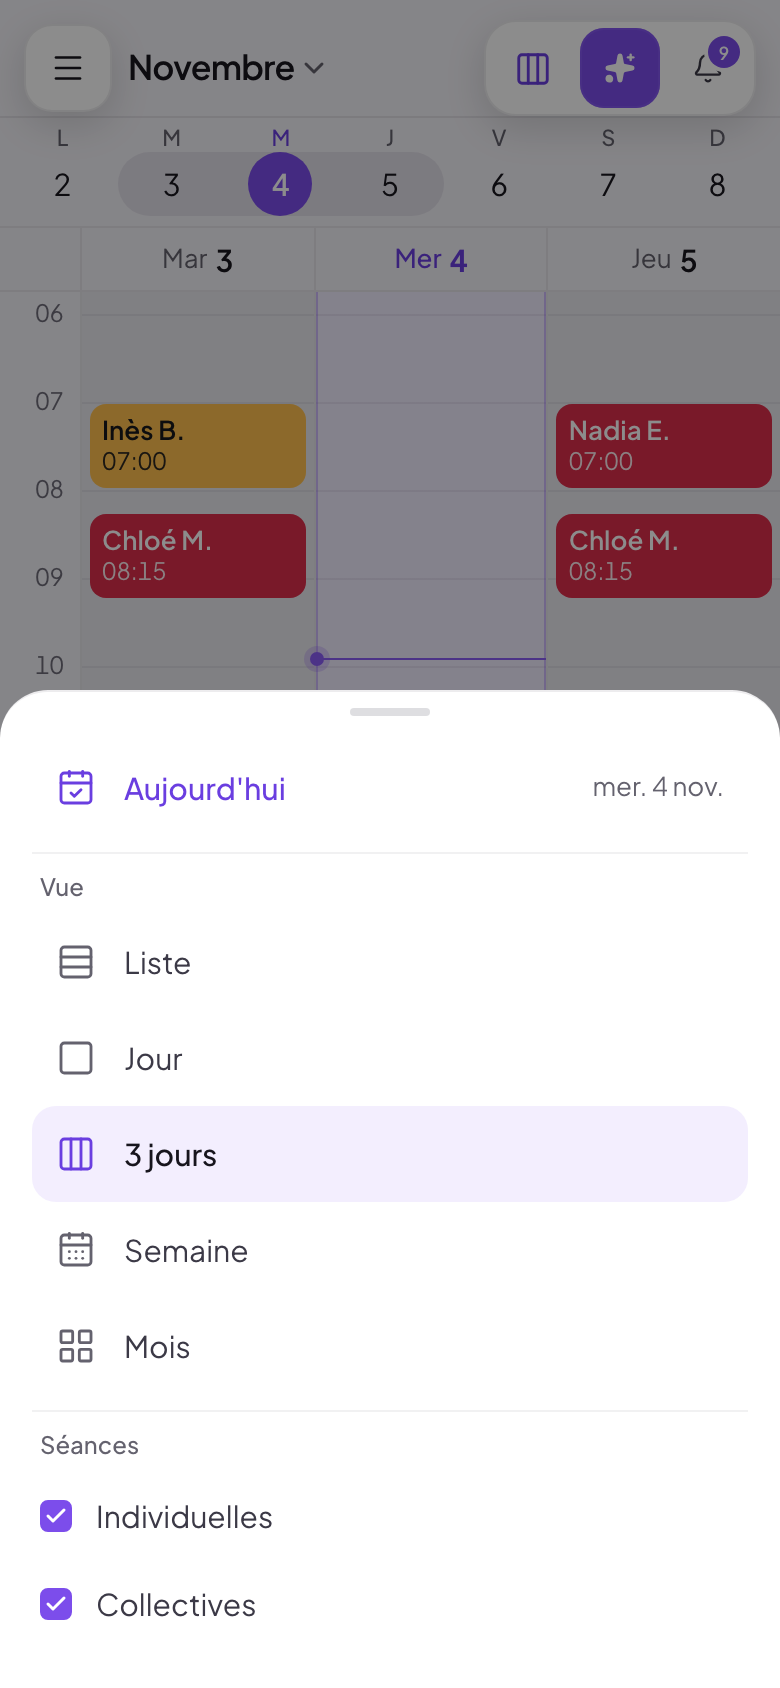 Novembre
9
L M M J V S D
2 3 4 5 6 7 8
Mar 3 Mer 4 Jeu 5
06
07
Inès B.
07:00
Nadia E.
07:00
08
Chloé M.
08:15
Chloé M.
08:15
09
10
Aujourd'hui mer. 4 nov.
Vue
Liste
Jour
3 jours
Semaine
Mois
Séances
Individuelles
Collectives